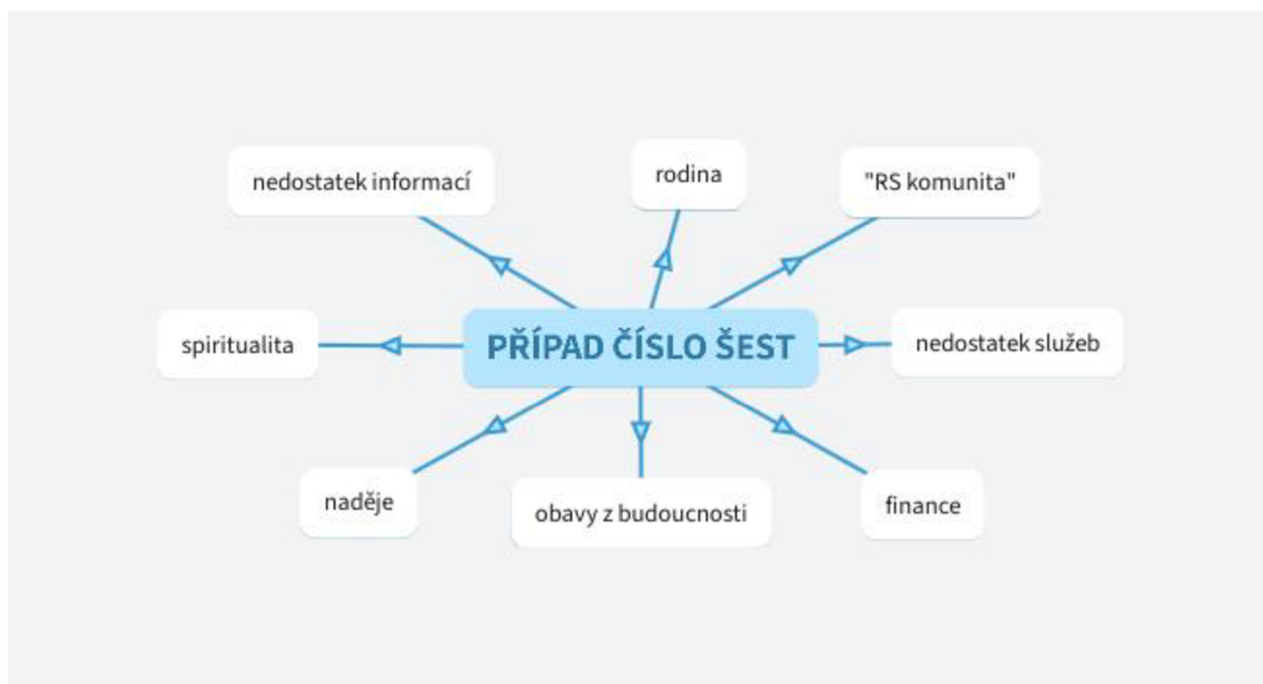 nedostatek informací
rodina
"RS komunita"
spiritualita
PŘÍPAD ČÍSLO ŠEST
nedostatek služeb
naděje
obavy z budoucnosti
finance